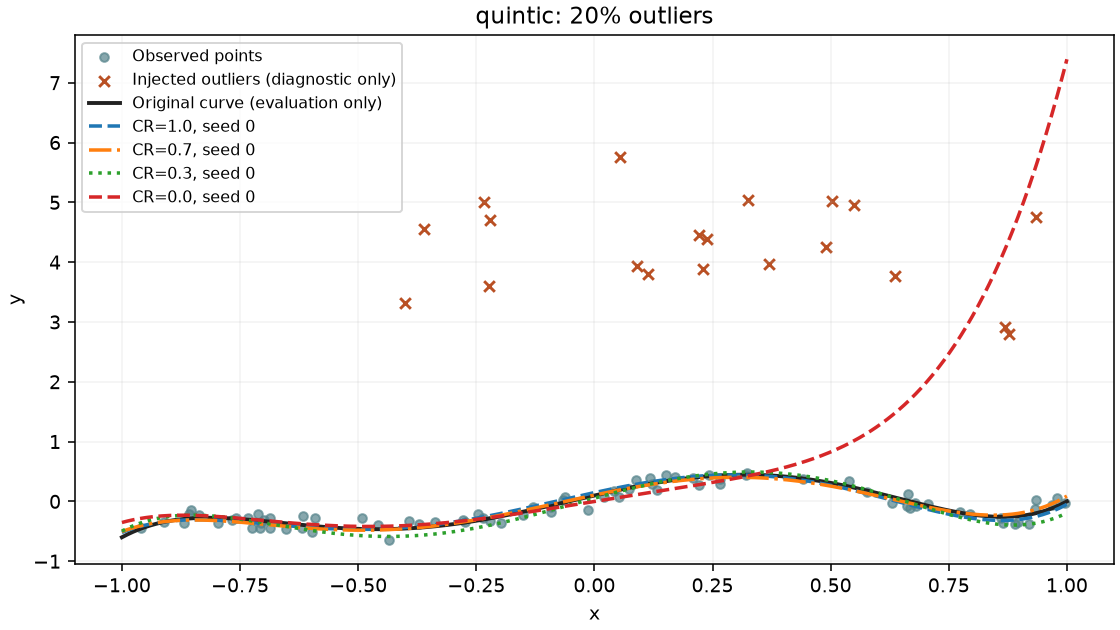 quintic: 20% outliers
Observed points
Injected outliers (diagnostic only)
Original curve (evaluation only)
CR=1.0, seed 0
CR=0.7, seed 0
CR=0.3, seed 0
CR=0.0, seed 0
7
6
5
4
3
2
1
0
−1
y
−1.00 −0.75 −0.50 −0.25 0.00 0.25 0.50 0.75 1.00
x